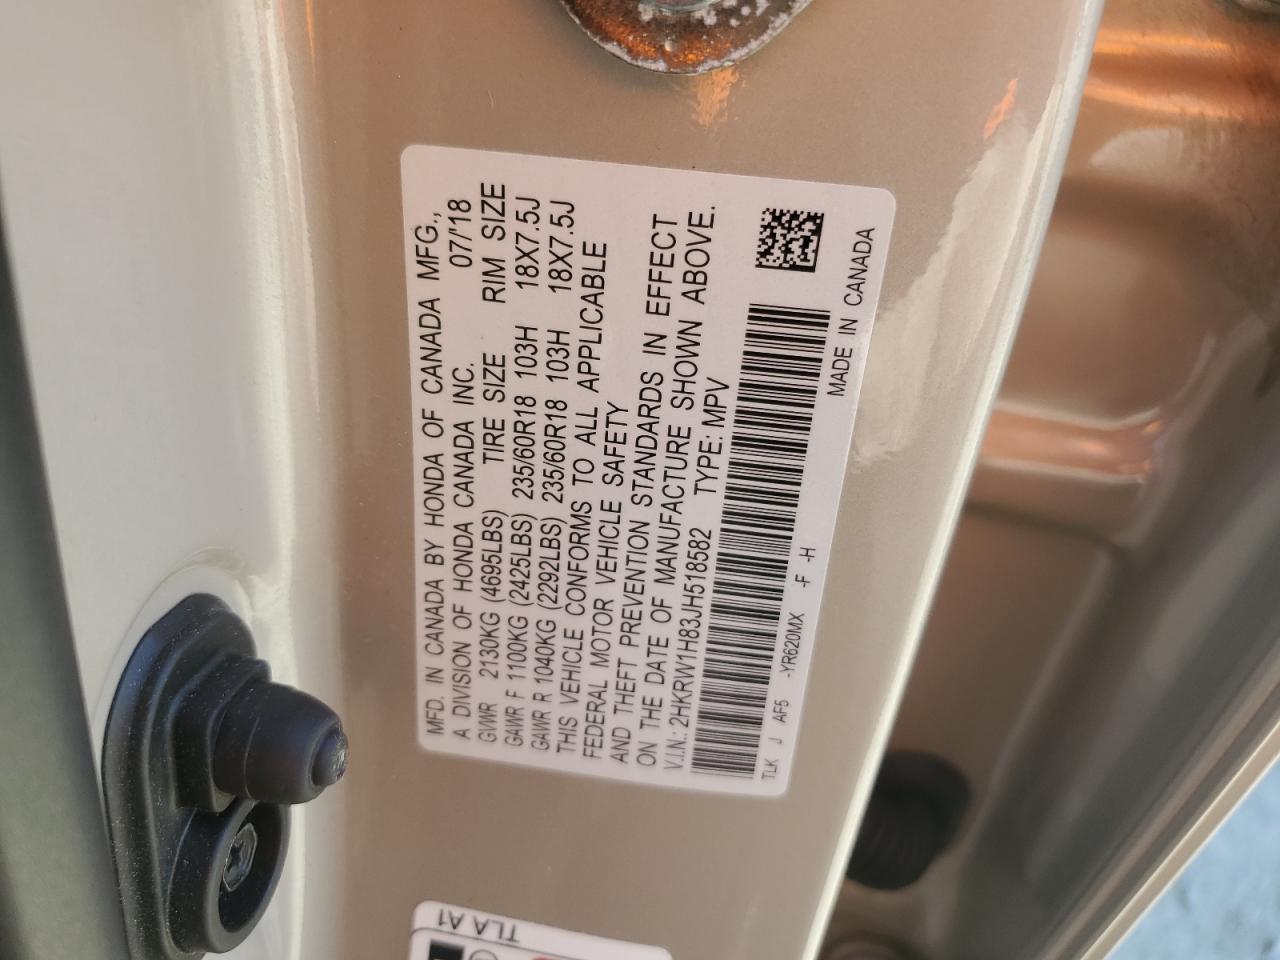 MFD. IN CANADA BY HONDA OF CANADA MFG.,
A DIVISION OF HONDA CANADA INC. 07/'18
GVWR 2130KG (4695LBS) TIRE SIZE RIM SIZE
GAWR F 1100KG (2425LBS) 235/60R18 103H 18X7.5J
GAWR R 1040KG (2292LBS) 235/60R18 103H 18X7.5J
THIS VEHICLE CONFORMS TO ALL APPLICABLE
FEDERAL MOTOR VEHICLE SAFETY
AND THEFT PREVENTION STANDARDS IN EFFECT
ON THE DATE OF MANUFACTURE SHOWN ABOVE.
V.I.N.: 2HKRW1H83JH518582 TYPE: MPV
TLK J AF5 -YR620MX -F -H
MADE IN CANADA
TLA A1